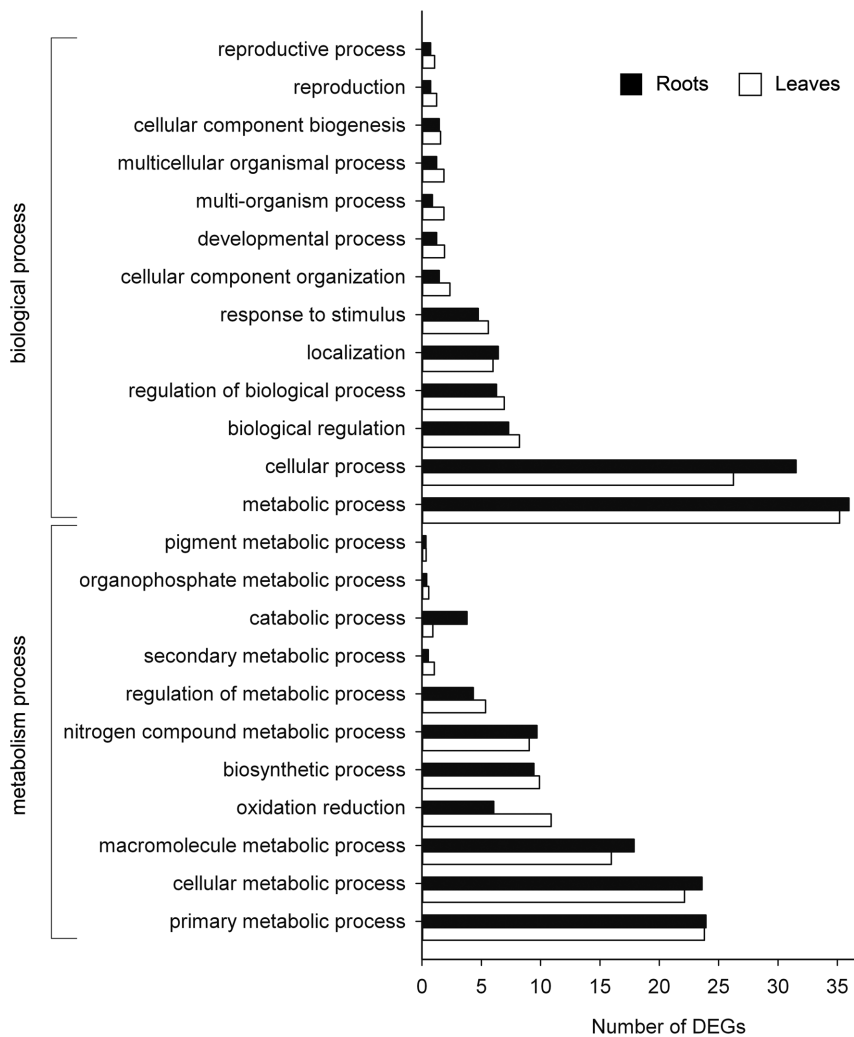 reproductive process
reproduction
cellular component biogenesis
multicellular organismal process
multi-organism process
developmental process
cellular component organization
response to stimulus
localization
regulation of biological process
biological regulation
cellular process
metabolic process
pigment metabolic process
organophosphate metabolic process
catabolic process
secondary metabolic process
regulation of metabolic process
nitrogen compound metabolic process
biosynthetic process
oxidation reduction
macromolecule metabolic process
cellular metabolic process
primary metabolic process
biological process
metabolism process
Roots Leaves
0 5 10 15 20 25 30 35
Number of DEGs